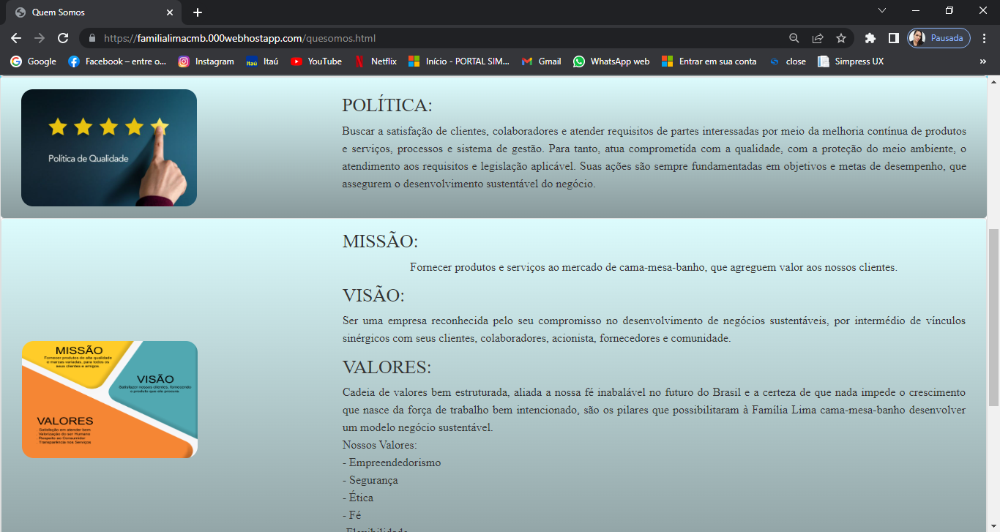 Quem Somos
https://familialimacmb.000webhostapp.com/quesomos.html
Pausada
Google
Facebook – entre o...
Instagram
Itaú
YouTube
Netflix
Início - PORTAL SIM...
Gmail
WhatsApp web
Entrar em sua conta
close
Simpress UX
»
Política de Qualidade
POLÍTICA:
Buscar a satisfação de clientes, colaboradores e atender requisitos de partes interessadas por meio da melhoria contínua de produtos
e serviços, processos e sistema de gestão. Para tanto, atua comprometida com a qualidade, com a proteção do meio ambiente, o
atendimento aos requisitos e legislação aplicável. Suas ações são sempre fundamentadas em objetivos e metas de desempenho, que
assegurem o desenvolvimento sustentável do negócio.
MISSÃO
Fornecer produtos de alta qualidade
e marcas variadas, para todos os
seus clientes e amigos.
VISÃO
Satisfazer nossos clientes, fornecendo
o produto que ele procura.
VALORES
Satisfação em atender bem
Valorização do ser Humano
Respeito ao Consumidor
Transparência nos Serviços
MISSÃO:
Fornecer produtos e serviços ao mercado de cama-mesa-banho, que agreguem valor aos nossos clientes.
VISÃO:
Ser uma empresa reconhecida pelo seu compromisso no desenvolvimento de negócios sustentáveis, por intermédio de vínculos
sinérgicos com seus clientes, colaboradores, acionista, fornecedores e comunidade.
VALORES:
Cadeia de valores bem estruturada, aliada a nossa fé inabalável no futuro do Brasil e a certeza de que nada impede o crescimento
que nasce da força de trabalho bem intencionado, são os pilares que possibilitaram à Família Lima cama-mesa-banho desenvolver
um modelo negócio sustentável.
Nossos Valores:
- Empreendedorismo
- Segurança
- Ética
- Fé